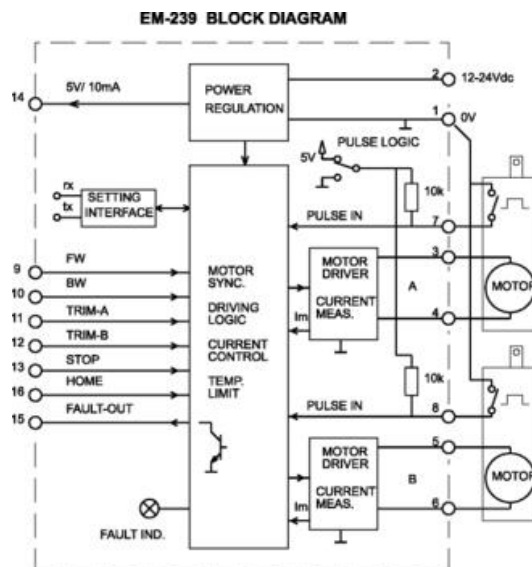 EM-239 BLOCK DIAGRAM
14
5V/ 10mA
POWER
REGULATION
2
12-24Vdc
1
0V
PULSE LOGIC
5V
10k
rx
tx
SETTING
INTERFACE
PULSE IN
7
9
FW
10
BW
11
TRIM-A
12
TRIM-B
13
STOP
16
HOME
15
FAULT-OUT
MOTOR
SYNC.
DRIVING
LOGIC
CURRENT
CONTROL
TEMP.
LIMIT
MOTOR
DRIVER
CURRENT
MEAS.
Im
A
3
4
MOTOR
10k
PULSE IN
8
MOTOR
DRIVER
CURRENT
MEAS.
Im
B
5
6
MOTOR
FAULT IND.